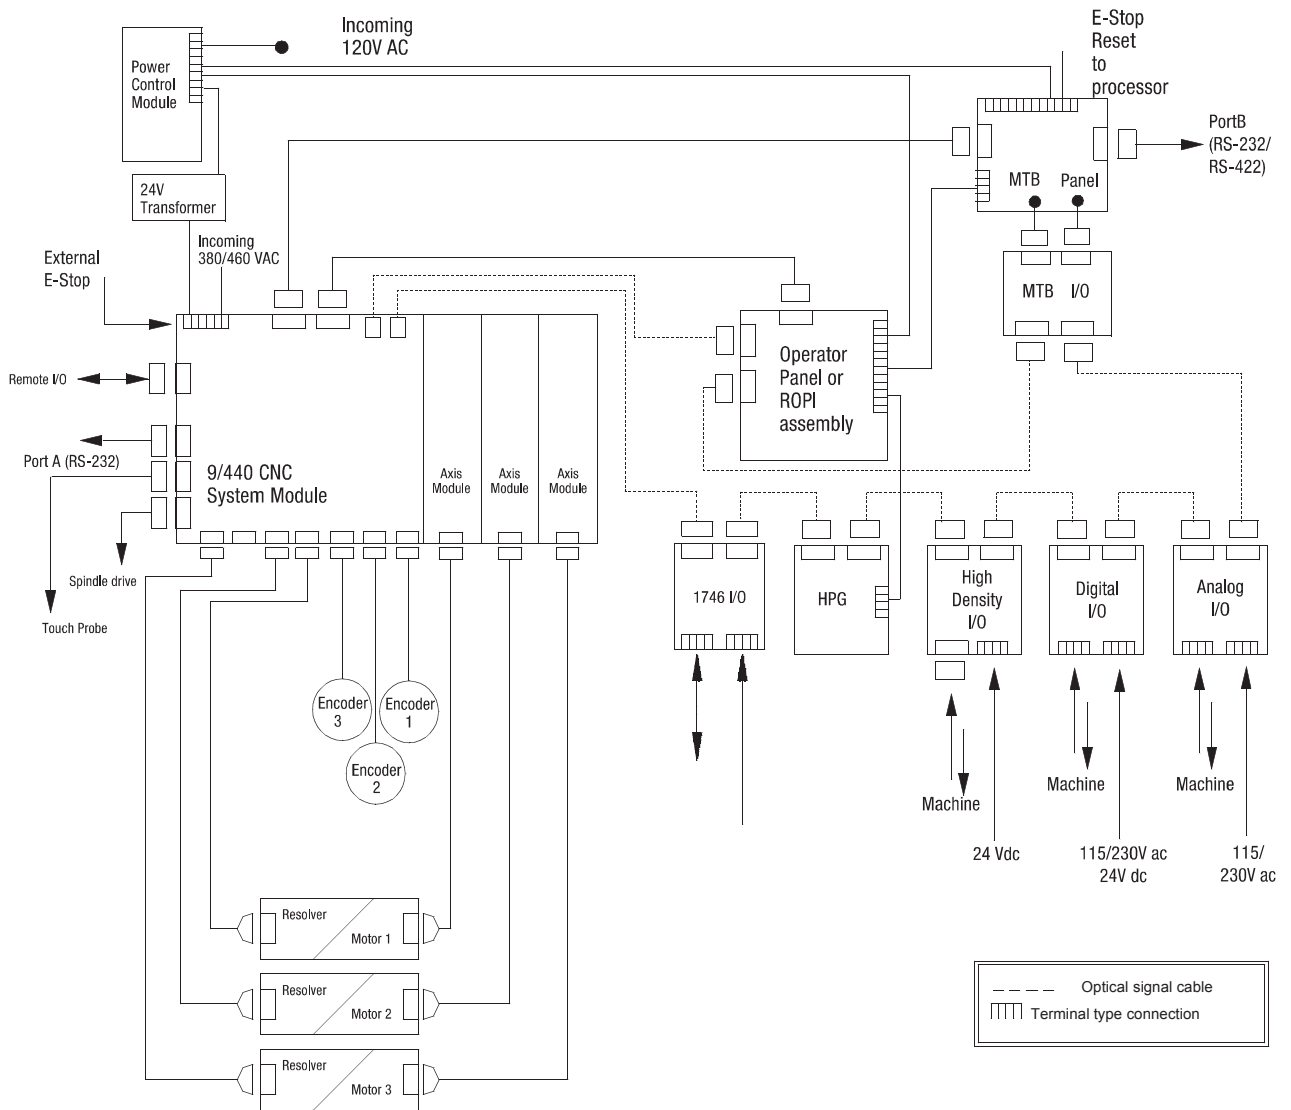 Incoming
120V AC
E-Stop
Reset
to
processor
Power
Control
Module
PortB
(RS-232/
RS-422)
MTB
Panel
24V
Transformer
Incoming
380/460 VAC
External
E-Stop
MTB I/O
Operator
Panel or
ROPI
assembly
Remote I/O
Port A (RS-232)
9/440 CNC
System Module
Axis
Module
Axis
Module
Axis
Module
Spindle drive
Touch Probe
1746 I/O
HPG
High
Density
I/O
Digital
I/O
Analog
I/O
Encoder
3
Encoder
1
Encoder
2
Machine
Machine
Machine
24 Vdc
115/230V ac
24V dc
115/
230V ac
Resolver
Motor 1
Resolver
Motor 2
Resolver
Motor 3
Optical signal cable
Terminal type connection